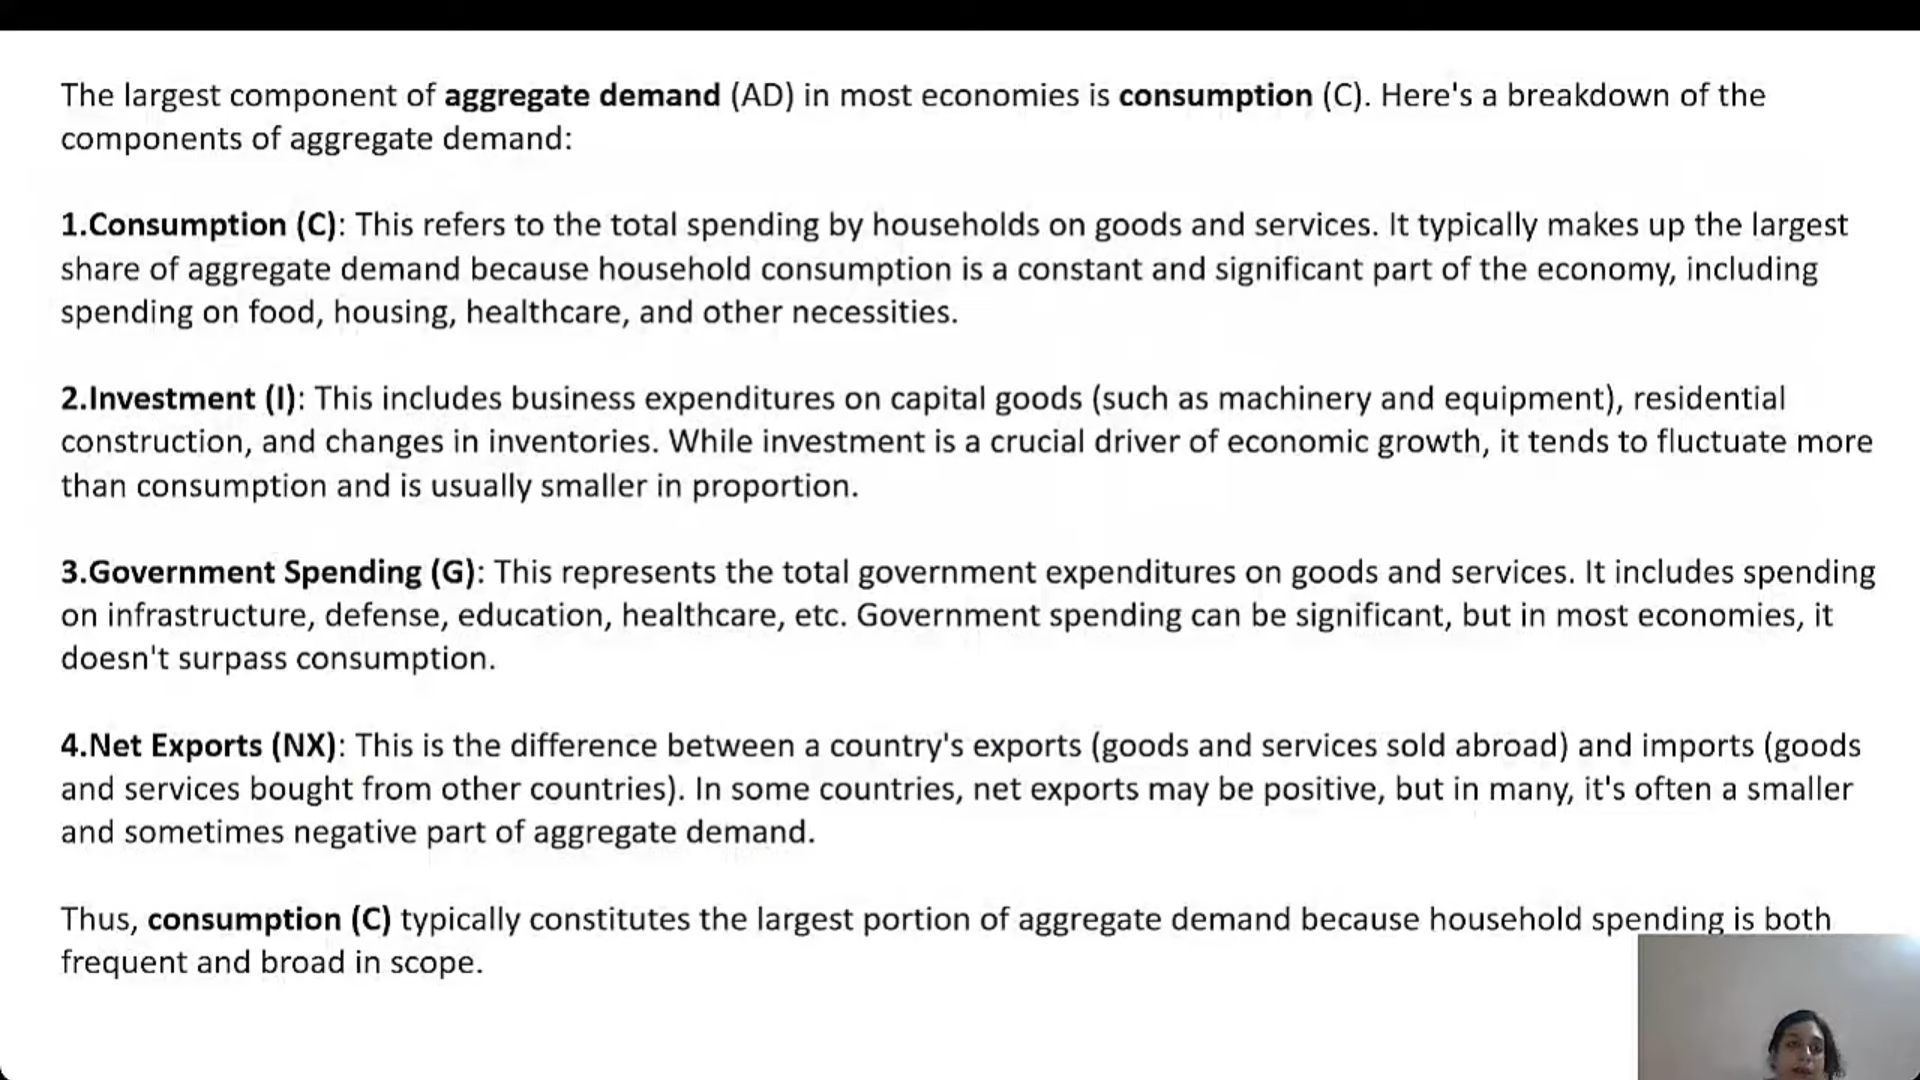 The largest component of aggregate demand (AD) in most economies is consumption (C). Here's a breakdown of the
components of aggregate demand:
1.Consumption (C): This refers to the total spending by households on goods and services. It typically makes up the largest
share of aggregate demand because household consumption is a constant and significant part of the economy, including
spending on food, housing, healthcare, and other necessities.
2.Investment (I): This includes business expenditures on capital goods (such as machinery and equipment), residential
construction, and changes in inventories. While investment is a crucial driver of economic growth, it tends to fluctuate more
than consumption and is usually smaller in proportion.
3.Government Spending (G): This represents the total government expenditures on goods and services. It includes spending
on infrastructure, defense, education, healthcare, etc. Government spending can be significant, but in most economies, it
doesn't surpass consumption.
4.Net Exports (NX): This is the difference between a country's exports (goods and services sold abroad) and imports (goods
and services bought from other countries). In some countries, net exports may be positive, but in many, it's often a smaller
and sometimes negative part of aggregate demand.
Thus, consumption (C) typically constitutes the largest portion of aggregate demand because household spending is both
frequent and broad in scope.